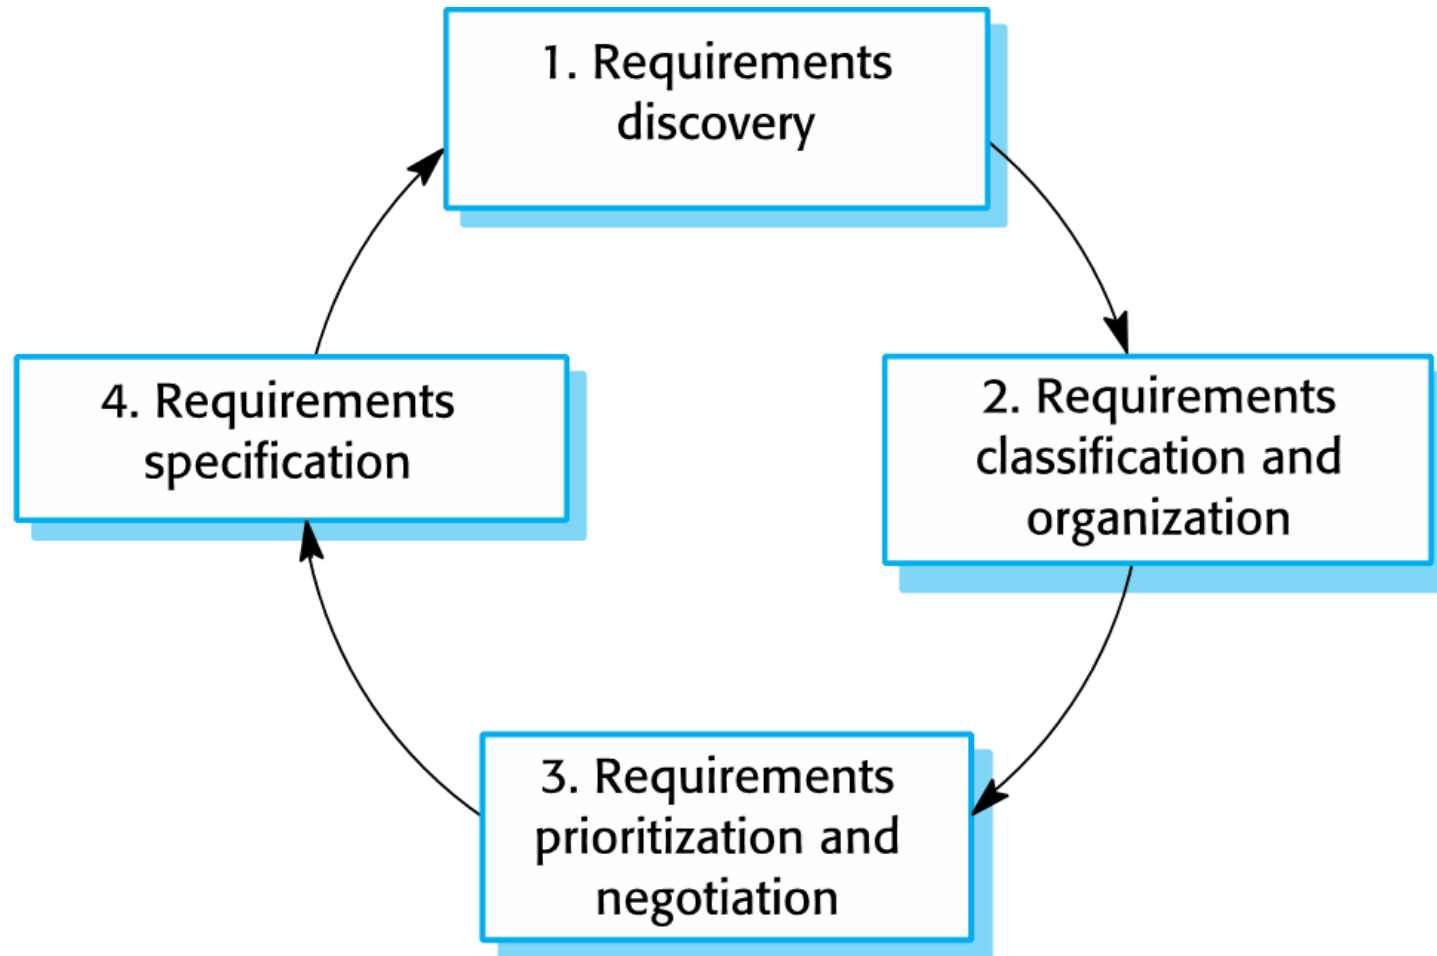 1. Requirements
discovery
2. Requirements
classification and
organization
3. Requirements
prioritization and
negotiation
4. Requirements
specification